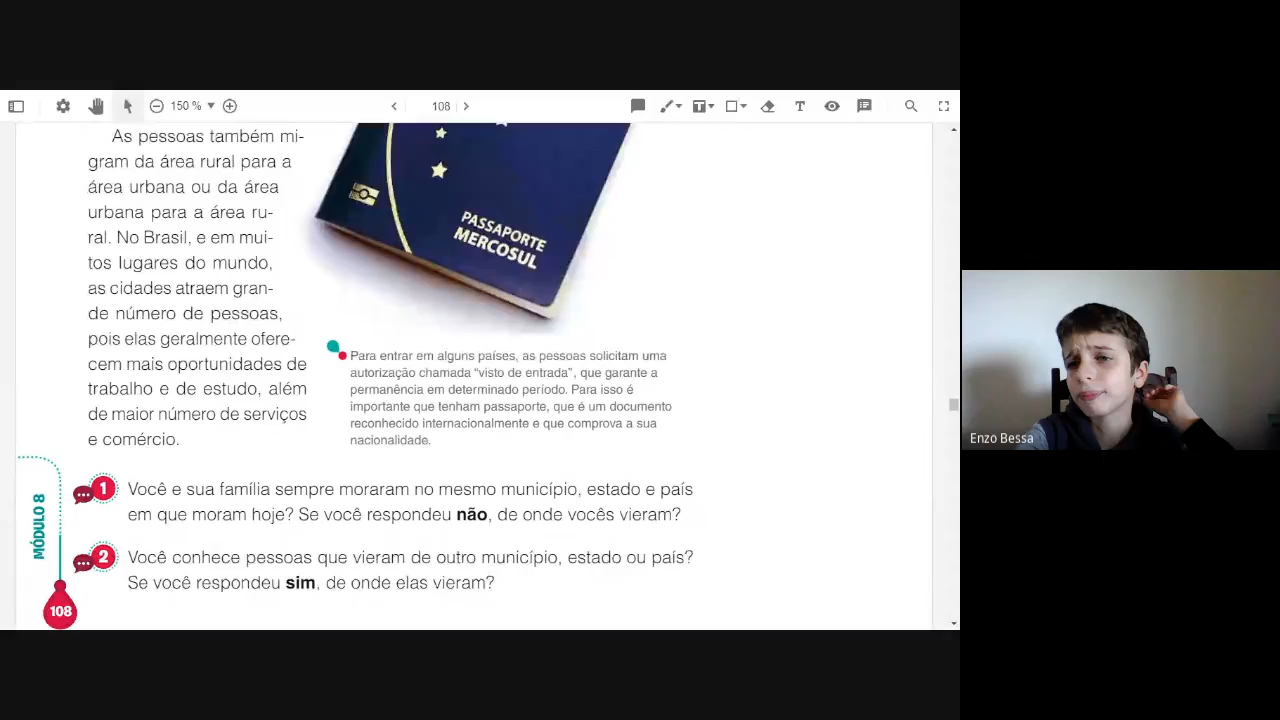 150 %
108
As pessoas também mi-
gram da área rural para a
área urbana ou da área
urbana para a área ru-
ral. No Brasil, e em mui-
tos lugares do mundo,
as cidades atraem gran-
de número de pessoas,
pois elas geralmente ofere-
cem mais oportunidades de
trabalho e de estudo, além
de maior número de serviços
e comércio.
PASSAPORTE
MERCOSUL
Para entrar em alguns países, as pessoas solicitam uma
autorização chamada “visto de entrada”, que garante a
permanência em determinado período. Para isso é
importante que tenham passaporte, que é um documento
reconhecido internacionalmente e que comprova a sua
nacionalidade.
1 Você e sua família sempre moraram no mesmo município, estado e país
em que moram hoje? Se você respondeu não, de onde vocês vieram?
2 Você conhece pessoas que vieram de outro município, estado ou país?
Se você respondeu sim, de onde elas vieram?
MÓDULO 8
108
Enzo Bessa